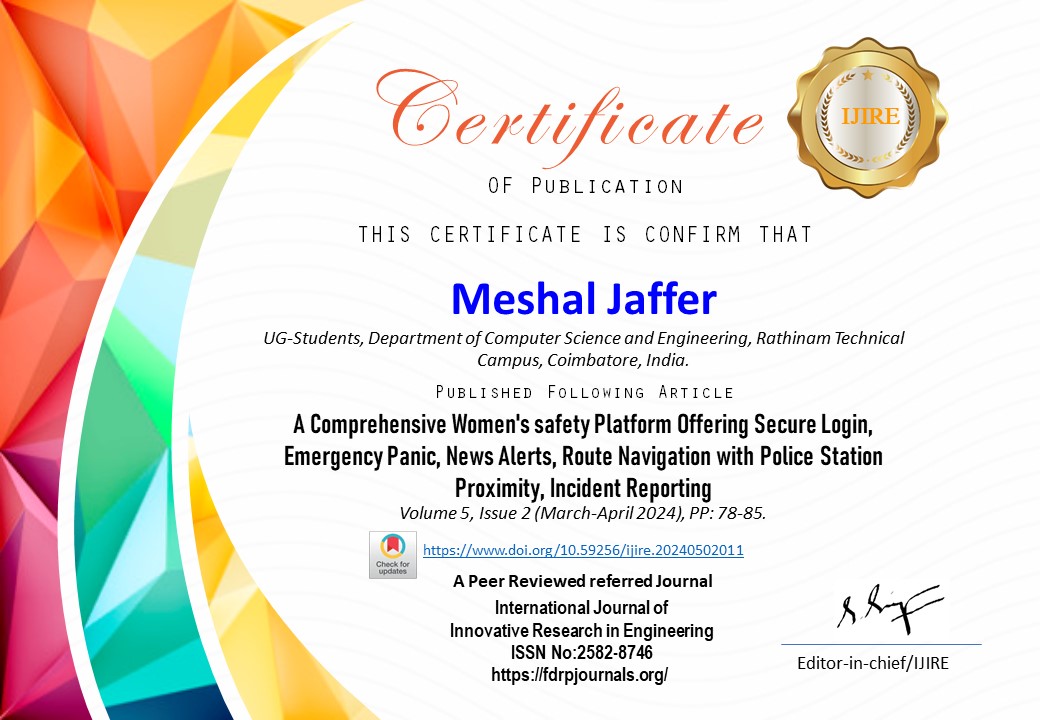 Certificate
IJIRE
OF PUBLICATION
THIS CERTIFICATE IS CONFIRM THAT
Meshal Jaffer
UG-Students, Department of Computer Science and Engineering, Rathinam Technical
Campus, Coimbatore, India.
PUBLISHED FOLLOWING ARTICLE
A Comprehensive Women's safety Platform Offering Secure Login,
Emergency Panic, News Alerts, Route Navigation with Police Station
Proximity, Incident Reporting
Volume 5, Issue 2 (March-April 2024), PP: 78-85.
Check for
updates
https://www.doi.org/10.59256/ijire.20240502011
A Peer Reviewed referred Journal
International Journal of
Innovative Research in Engineering
ISSN No:2582-8746
https://fdrpjournals.org/
Editor-in-chief/IJIRE